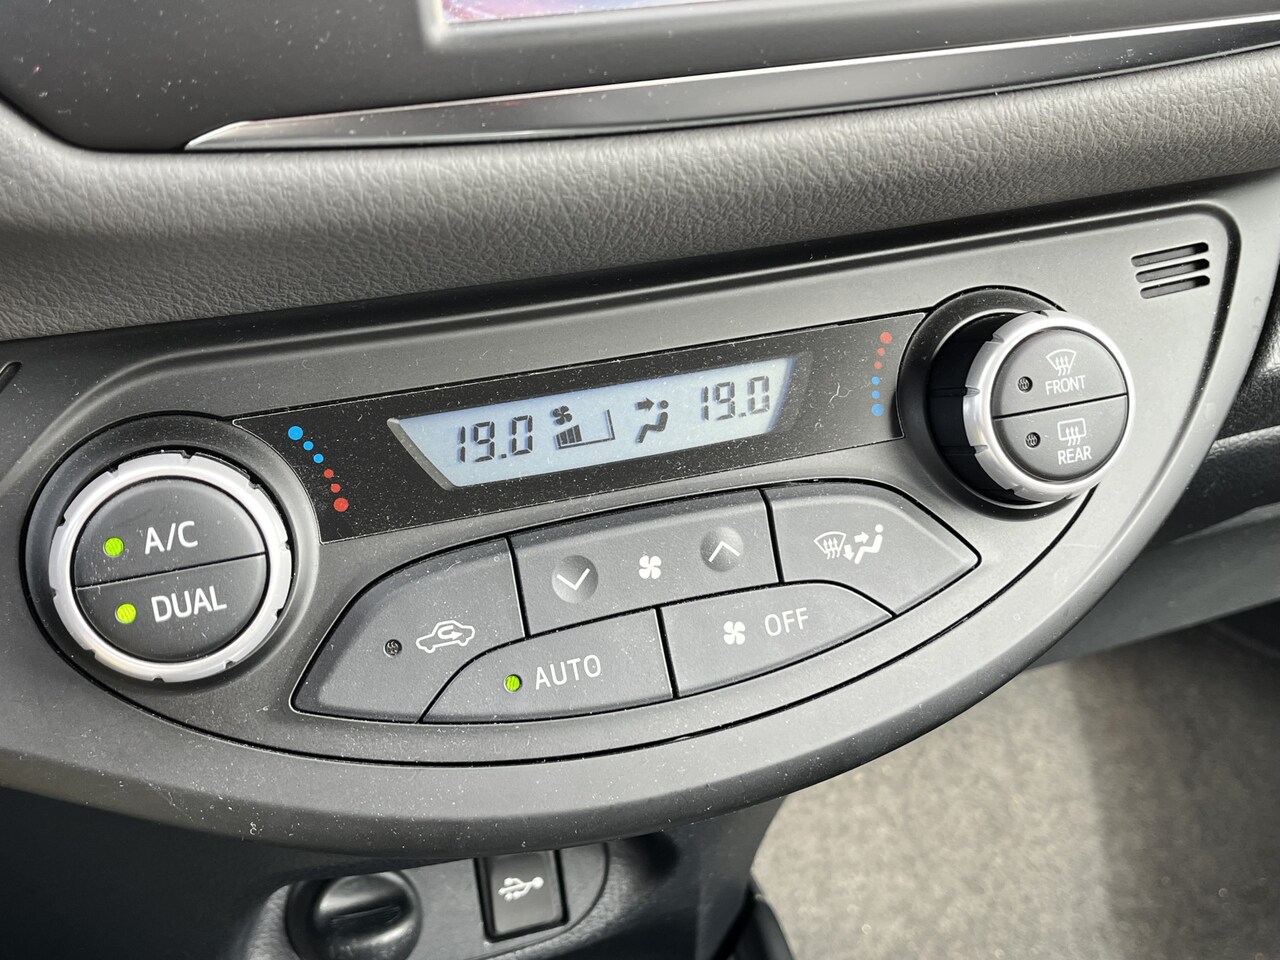 19.0 19.0
FRONT
REAR
A/C
DUAL
OFF
AUTO